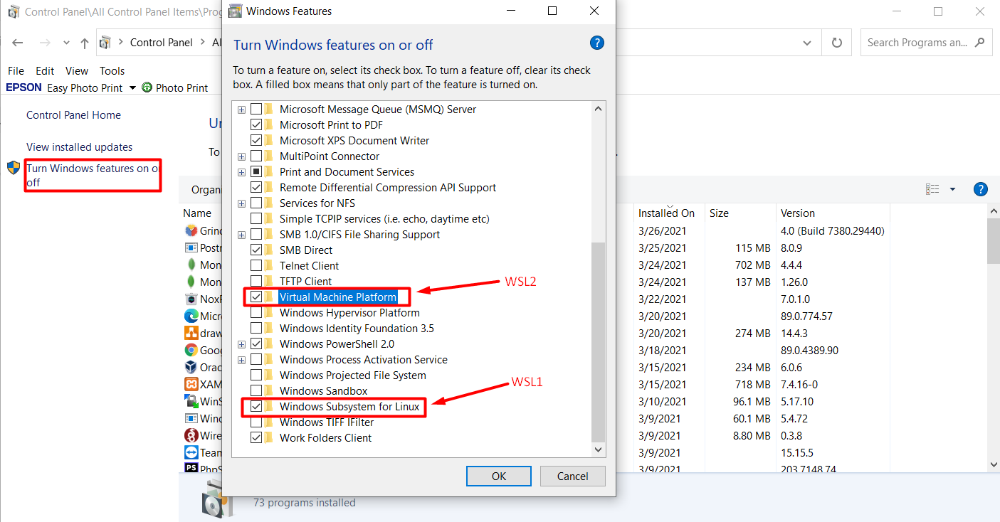 Control Panel\All Control Panel Items\Prog
Windows Features
Control Panel
Al
Search Programs an...
File Edit View Tools
EPSON Easy Photo Print Photo Print
Control Panel Home
View installed updates
Turn Windows features on or
off
Un
To
Turn Windows features on or off
?
To turn a feature on, select its check box. To turn a feature off, clear its check
box. A filled box means that only part of the feature is turned on.
Microsoft Message Queue (MSMQ) Server
Microsoft Print to PDF
Microsoft XPS Document Writer
MultiPoint Connector
Print and Document Services
Remote Differential Compression API Support
Services for NFS
Simple TCPIP services (i.e. echo, daytime etc)
SMB 1.0/CIFS File Sharing Support
SMB Direct
Telnet Client
TFTP Client
Virtual Machine Platform
WSL2
Windows Hypervisor Platform
Windows Identity Foundation 3.5
Windows PowerShell 2.0
Windows Process Activation Service
Windows Projected File System
Windows Sandbox
WSL1
Windows Subsystem for Linux
Windows TIFF IFilter
Work Folders Client
OK
Cancel
Organi
?
Name Installed On Size Version
Grind 3/26/2021 4.0 (Build 7380.29440)
Postm 3/25/2021 115 MB 8.0.9
Mon 3/24/2021 702 MB 4.4.4
Mon 3/24/2021 137 MB 1.26.0
NoxP 3/22/2021 7.0.1.0
Micro 3/20/2021 89.0.774.57
draw 3/20/2021 274 MB 14.4.3
Goog 3/18/2021 89.0.4389.90
Orac 3/15/2021 234 MB 6.0.6
XAM 3/15/2021 718 MB 7.4.16-0
WinS 3/10/2021 96.1 MB 5.17.10
Wind 3/9/2021 60.1 MB 5.4.72
Wire 3/9/2021 8.80 MB 0.3.8
Team 3/9/2021 15.15.5
PS PhpS 3/9/2021 203.7148.74
73 programs installed